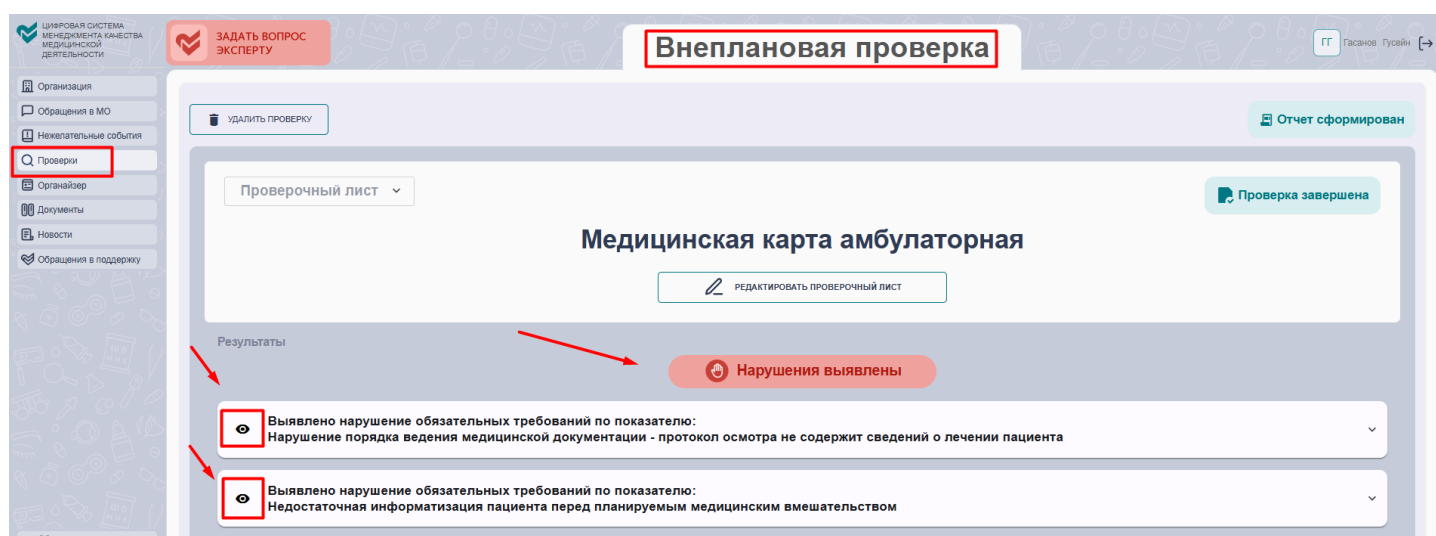 ЦИФРОВАЯ СИСТЕМА
МЕНЕДЖМЕНТА КАЧЕСТВА
МЕДИЦИНСКОЙ
ДЕЯТЕЛЬНОСТИ
ЗАДАТЬ ВОПРОС
ЭКСПЕРТУ
Внеплановая проверка
ГГ Гасанов Гусейн
Организация
Обращения в МО
Нежелательные события
Проверки
Органайзер
Документы
Новости
Обращения в поддержку
УДАЛИТЬ ПРОВЕРКУ
Отчет сформирован
Проверочный лист
Проверка завершена
Медицинская карта амбулаторная
РЕДАКТИРОВАТЬ ПРОВЕРОЧНЫЙ ЛИСТ
Результаты
Нарушения выявлены
Выявлено нарушение обязательных требований по показателю:
Нарушение порядка ведения медицинской документации - протокол осмотра не содержит сведений о лечении пациента
Выявлено нарушение обязательных требований по показателю:
Недостаточная информатизация пациента перед планируемым медицинским вмешательством